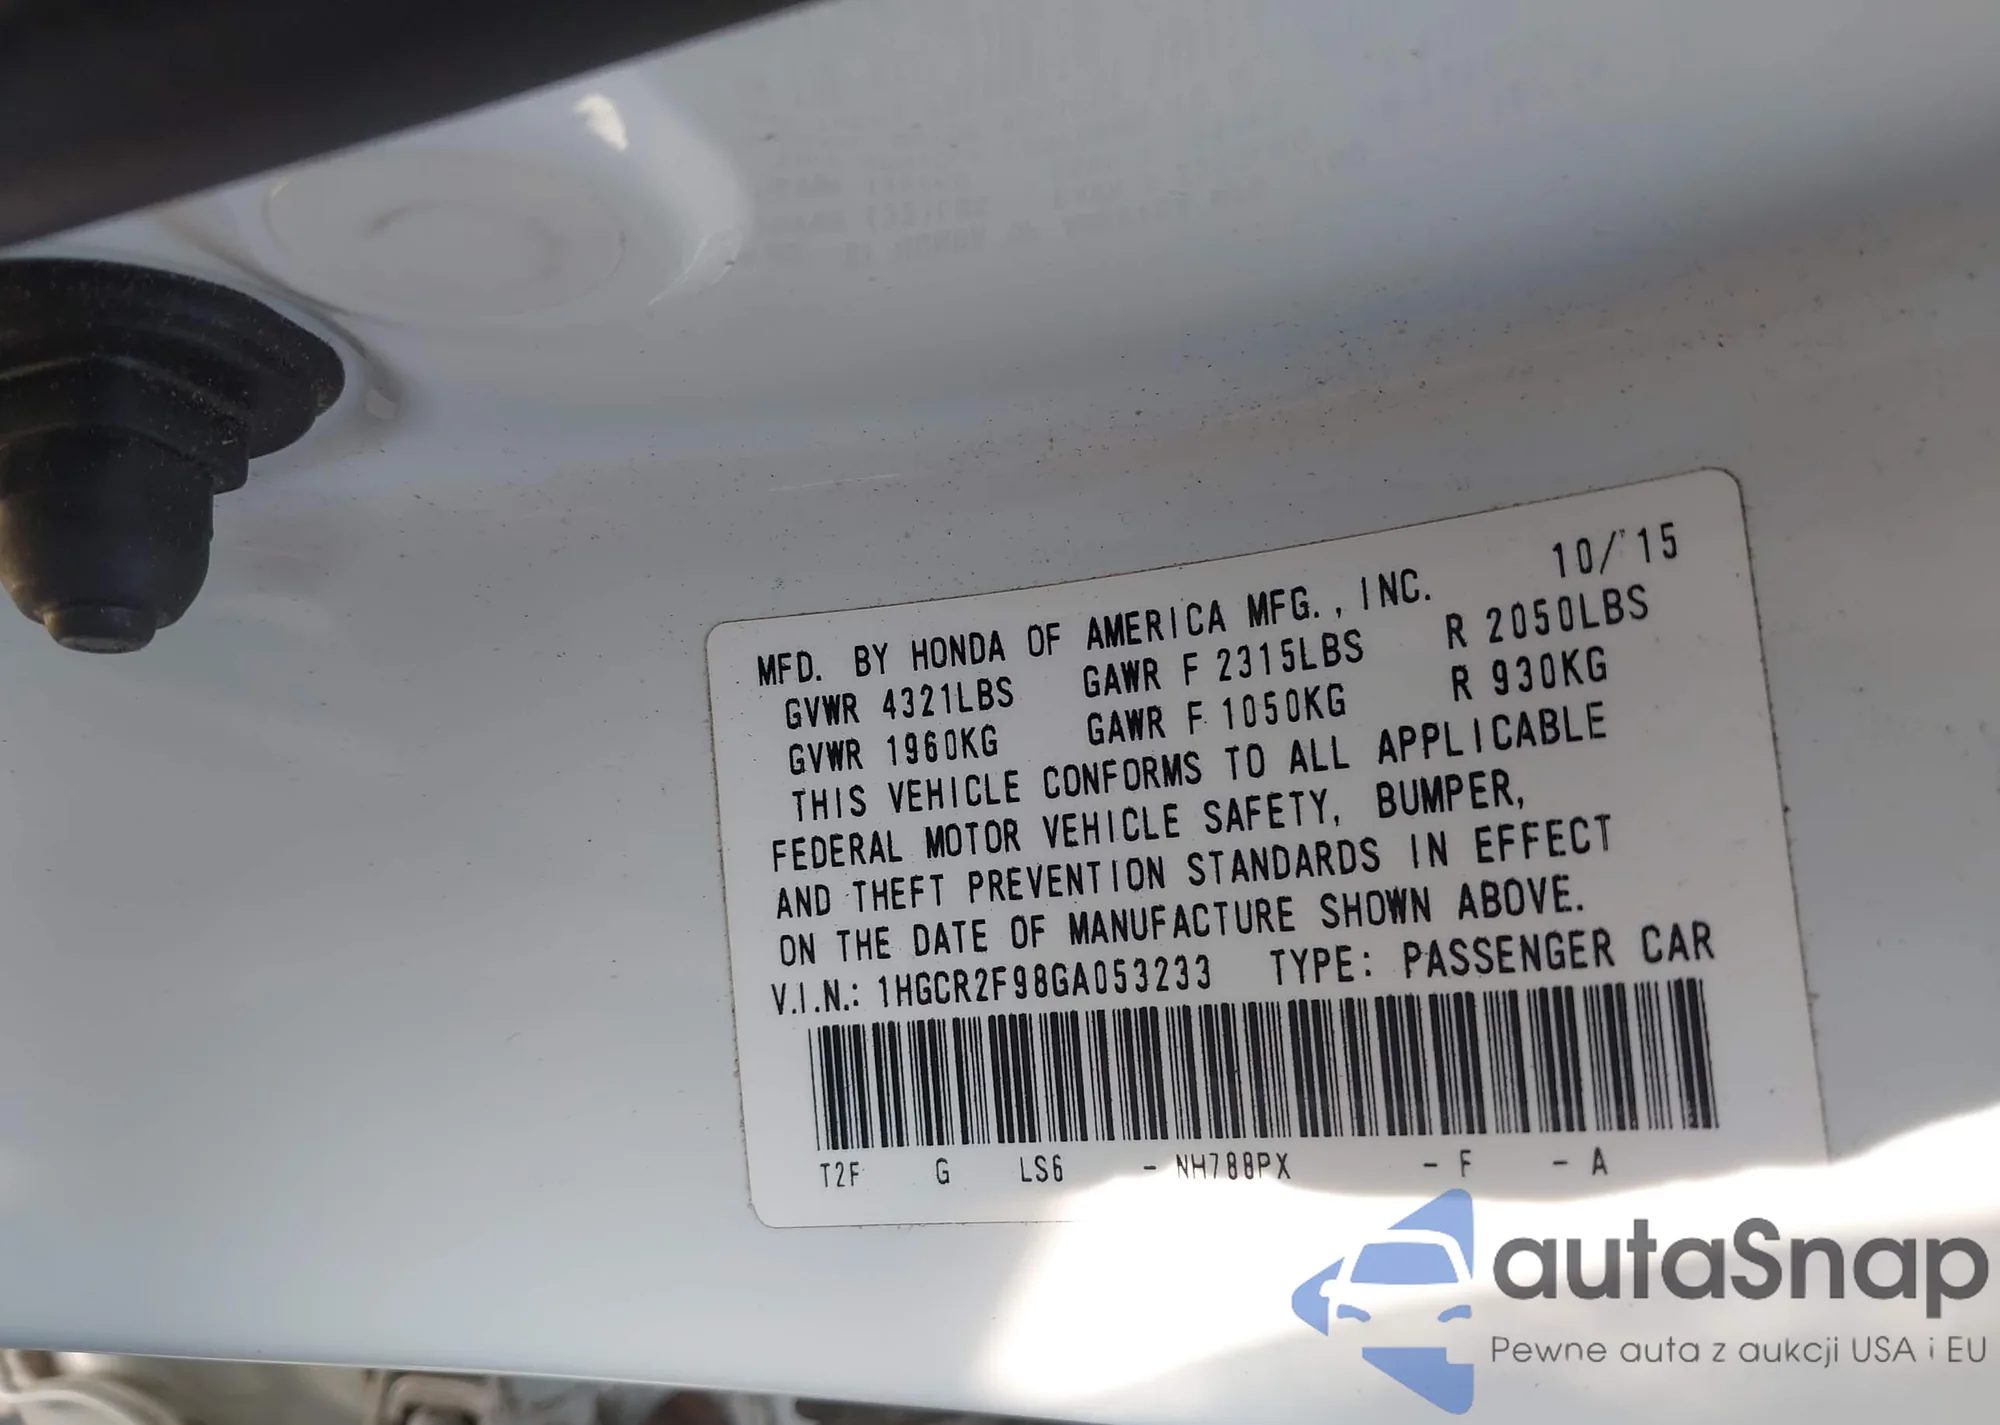 MFD. BY HONDA OF AMERICA MFG., INC. 10/'15
GVWR 4321LBS GAWR F 2315LBS R 2050LBS
GVWR 1960KG GAWR F 1050KG R 930KG
THIS VEHICLE CONFORMS TO ALL APPLICABLE
FEDERAL MOTOR VEHICLE SAFETY, BUMPER,
AND THEFT PREVENTION STANDARDS IN EFFECT
ON THE DATE OF MANUFACTURE SHOWN ABOVE.
V.I.N.: 1HGCR2F98GA053233 TYPE: PASSENGER CAR
T2F G LS6 - NH788PX - F - A
autaSnap
Pewne auta z aukcji USA i EU